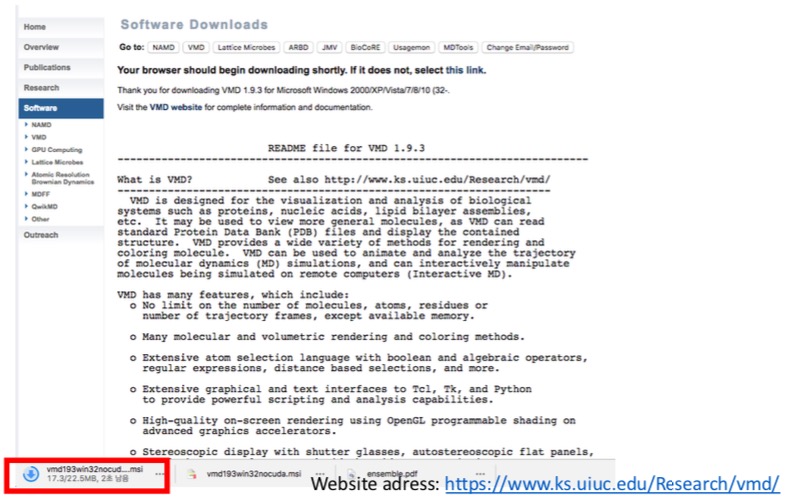 Home
Overview
Publications
Research
Software
NAMD
VMD
GPU Computing
Lattice Microbes
Atomic Resolution
Brownian Dynamics
MDFF
QwikMD
Other
Outreach
Software Downloads
Go to: NAMD VMD Lattice Microbes ARBD JMV BioCoRE Usagemon MDTools Change Email/Password
Your browser should begin downloading shortly. If it does not, select this link.
Thank you for downloading VMD 1.9.3 for Microsoft Windows 2000/XP/Vista/7/8/10 (32-.
Visit the VMD website for complete information and documentation.
README file for VMD 1.9.3
What is VMD? See also http://www.ks.uiuc.edu/Research/vmd/
VMD is designed for the visualization and analysis of biological
systems such as proteins, nucleic acids, lipid bilayer assemblies,
etc. It may be used to view more general molecules, as VMD can read
standard Protein Data Bank (PDB) files and display the contained
structure. VMD provides a wide variety of methods for rendering and
coloring molecule. VMD can be used to animate and analyze the trajectory
of molecular dynamics (MD) simulations, and can interactively manipulate
molecules being simulated on remote computers (Interactive MD).
VMD has many features, which include:
o No limit on the number of molecules, atoms, residues or
number of trajectory frames, except available memory.
o Many molecular and volumetric rendering and coloring methods.
o Extensive atom selection language with boolean and algebraic operators,
regular expressions, distance based selections, and more.
o Extensive graphical and text interfaces to Tcl, Tk, and Python
to provide powerful scripting and analysis capabilities.
o High-quality on-screen rendering using OpenGL programmable shading on
advanced graphics accelerators.
o Stereoscopic display with shutter glasses, autostereoscopic flat panels,
vmd193win32nocud....msi
17.3/22.5MB, 2초 남음
vmd193win32nocuda.msi
ensemble.pdf
Website adress: https://www.ks.uiuc.edu/Research/vmd/